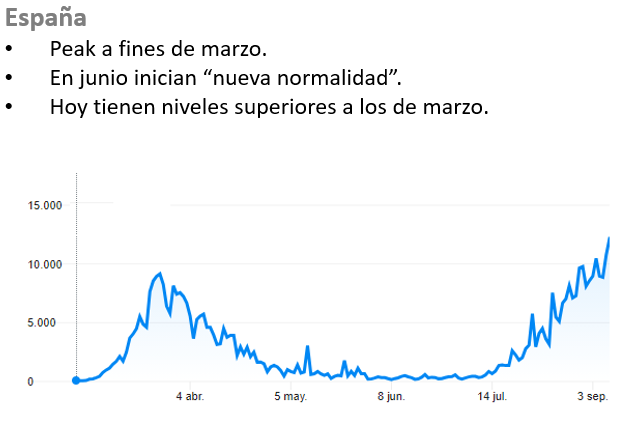 España
• Peak a fines de marzo.
• En junio inician “nueva normalidad”.
• Hoy tienen niveles superiores a los de marzo.
15.000
10.000
5.000
0
4 abr. 5 may. 8 jun. 14 jul. 3 sep.